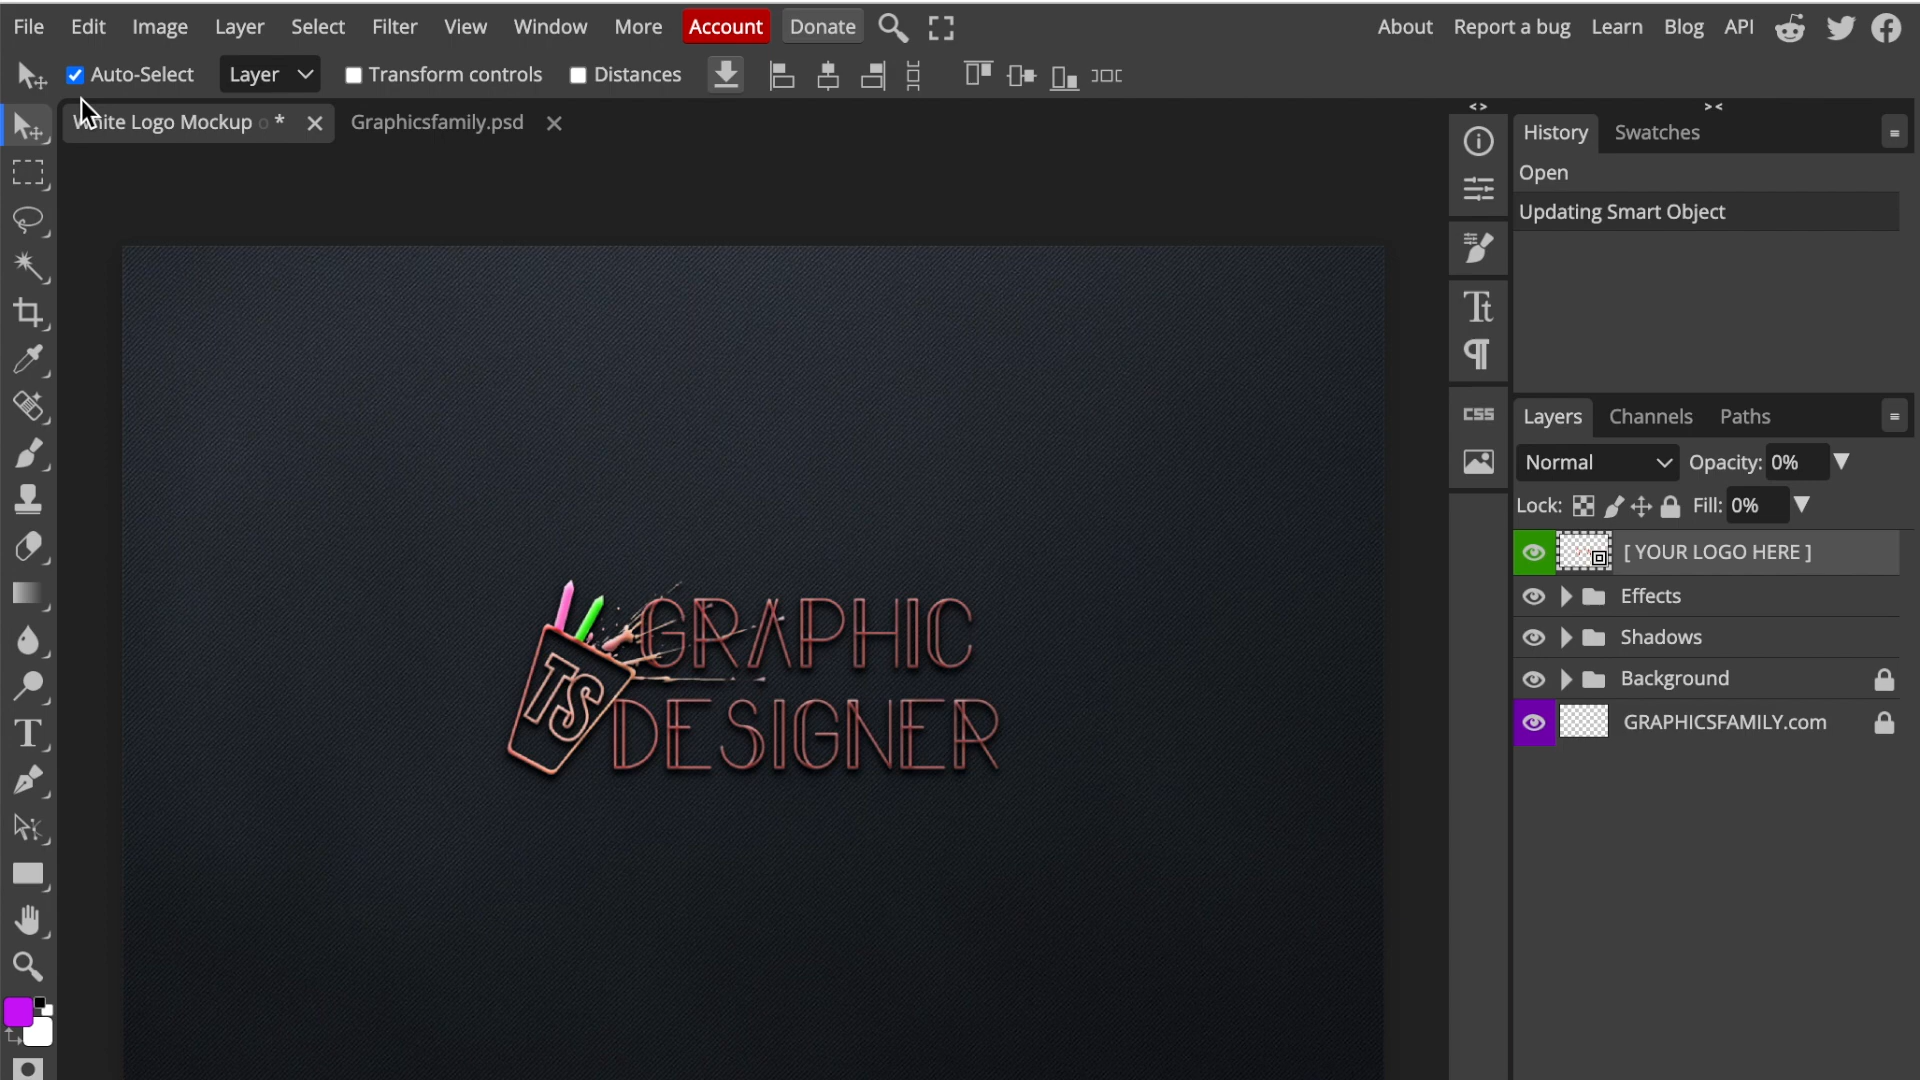 File Edit Image Layer Select Filter View Window More Account Donate About Report a bug Learn Blog API
Auto-Select Layer Transform controls Distances
White Logo Mockup o * Graphicsfamily.psd
History Swatches
Open
Updating Smart Object
CSS
Layers Channels Paths
Normal Opacity: 0%
Lock: Fill: 0%
[ YOUR LOGO HERE ]
Effects
Shadows
Background
GRAPHICSFAMILY.com
TS
GRAPHIC
DESIGNER